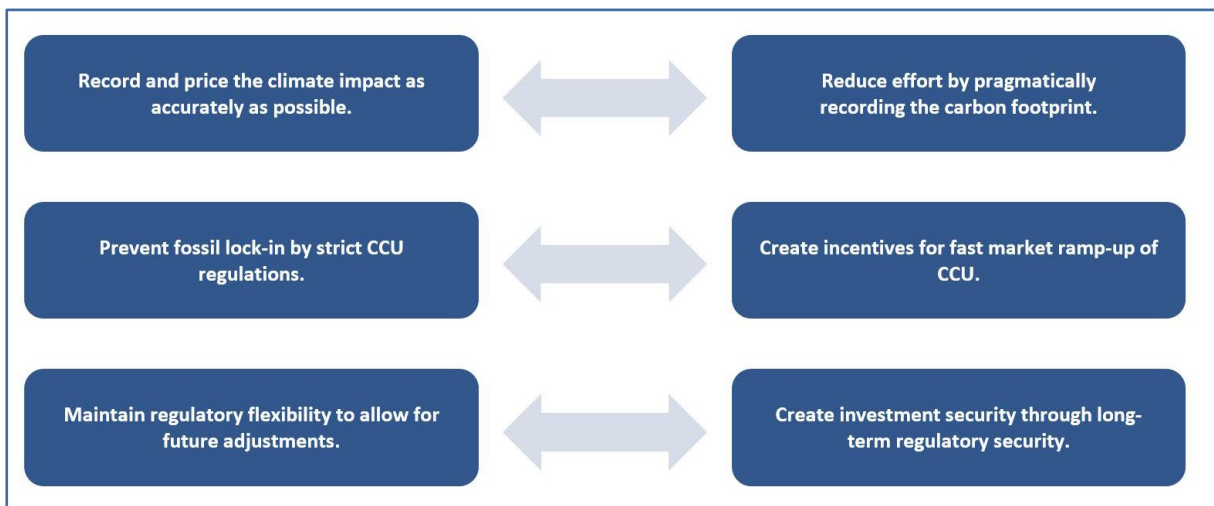 Record and price the climate impact as
accurately as possible.
Reduce effort by pragmatically
recording the carbon footprint.
Prevent fossil lock-in by strict CCU
regulations.
Create incentives for fast market ramp-up of
CCU.
Maintain regulatory flexibility to allow for
future adjustments.
Create investment security through long-
term regulatory security.